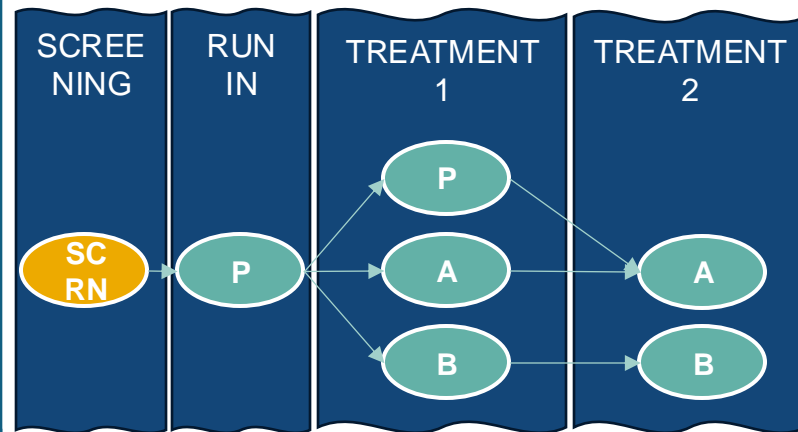 SCREE
NING
RUN
IN
TREATMENT
1
TREATMENT
2
SC
RN
P
P
A
B
A
B